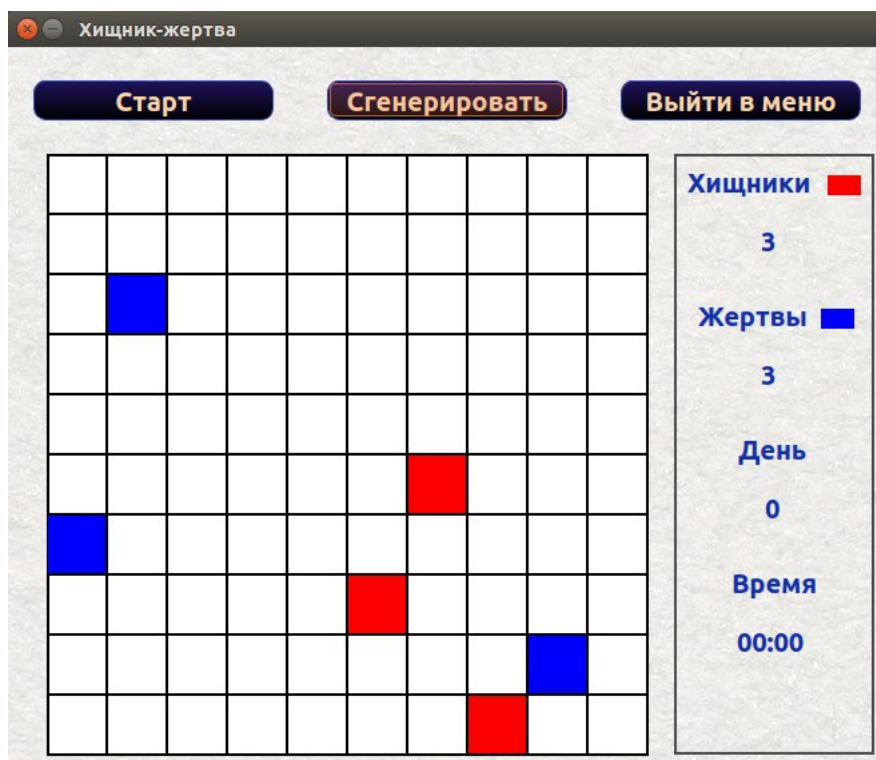 Хищник-жертва
Старт
Сгенерировать
Выйти в меню
Хищники
3
Жертвы
3
День
0
Время
00:00